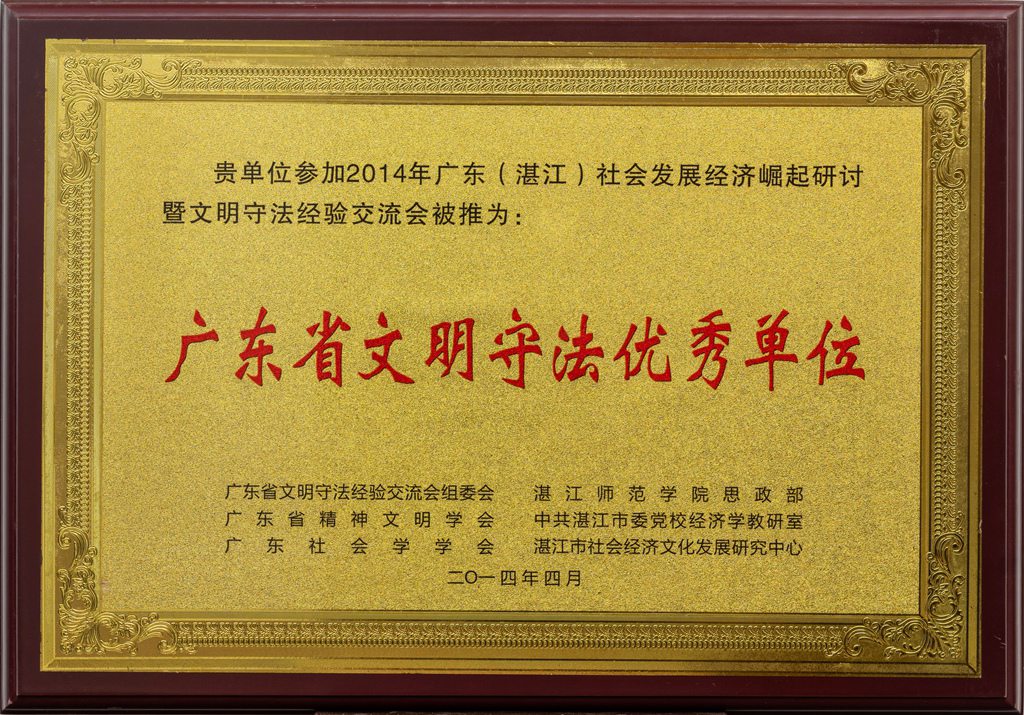 贵单位参加2014年广东（湛江）社会发展经济崛起研讨
暨文明守法经验交流会被推为：
广东省文明守法优秀单位
广东省文明守法经验交流会组委会 湛江师范学院思政部
广东省精神文明学会 中共湛江市委党校经济学教研室
广东社会学学会 湛江市社会经济文化发展研究中心
二〇一四年四月